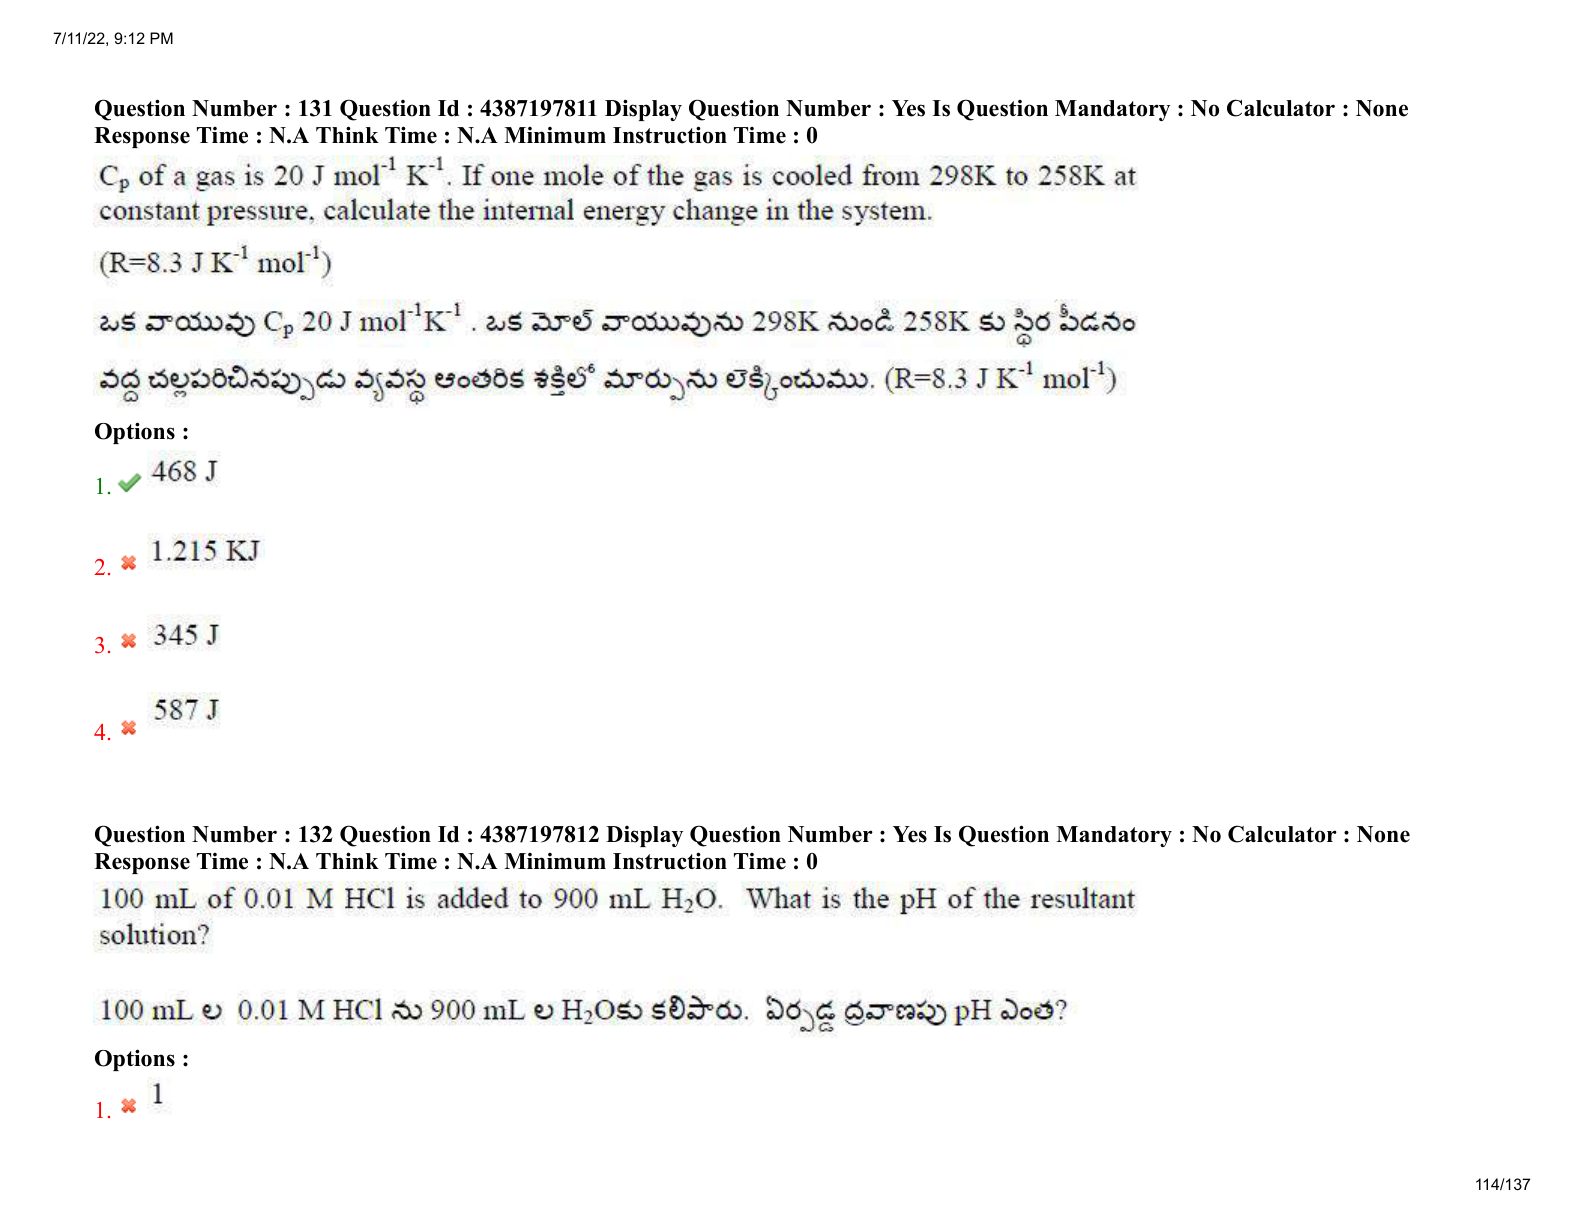 7/11/22, 9:12 PM
Question Number : 131 Question Id : 4387197811 Display Question Number : Yes Is Question Mandatory : No Calculator : None
Response Time : N.A Think Time : N.A Minimum Instruction Time : 0
Cp of a gas is 20 J mol⁻¹ K⁻¹. If one mole of the gas is cooled from 298K to 258K at
constant pressure, calculate the internal energy change in the system.
(R=8.3 J K⁻¹ mol⁻¹)
ఒక వాయువు Cp 20 J mol⁻¹K⁻¹ . ఒక మోల్ వాయువును 298K నుండి 258K కు స్థిర పీడనం
వద్ద చల్లపరిచినప్పుడు వ్యవస్థ ఆంతరిక శక్తిలో మార్పును లెక్కించుము. (R=8.3 J K⁻¹ mol⁻¹)
Options :
1. 468 J
2. 1.215 KJ
3. 345 J
4. 587 J
Question Number : 132 Question Id : 4387197812 Display Question Number : Yes Is Question Mandatory : No Calculator : None
Response Time : N.A Think Time : N.A Minimum Instruction Time : 0
100 mL of 0.01 M HCl is added to 900 mL H₂O. What is the pH of the resultant
solution?
100 mL ల 0.01 M HCl ను 900 mL ల H₂Oకు కలిపారు. ఏర్పడ్డ ద్రవాణపు pH ఎంత?
Options :
1. 1
114/137